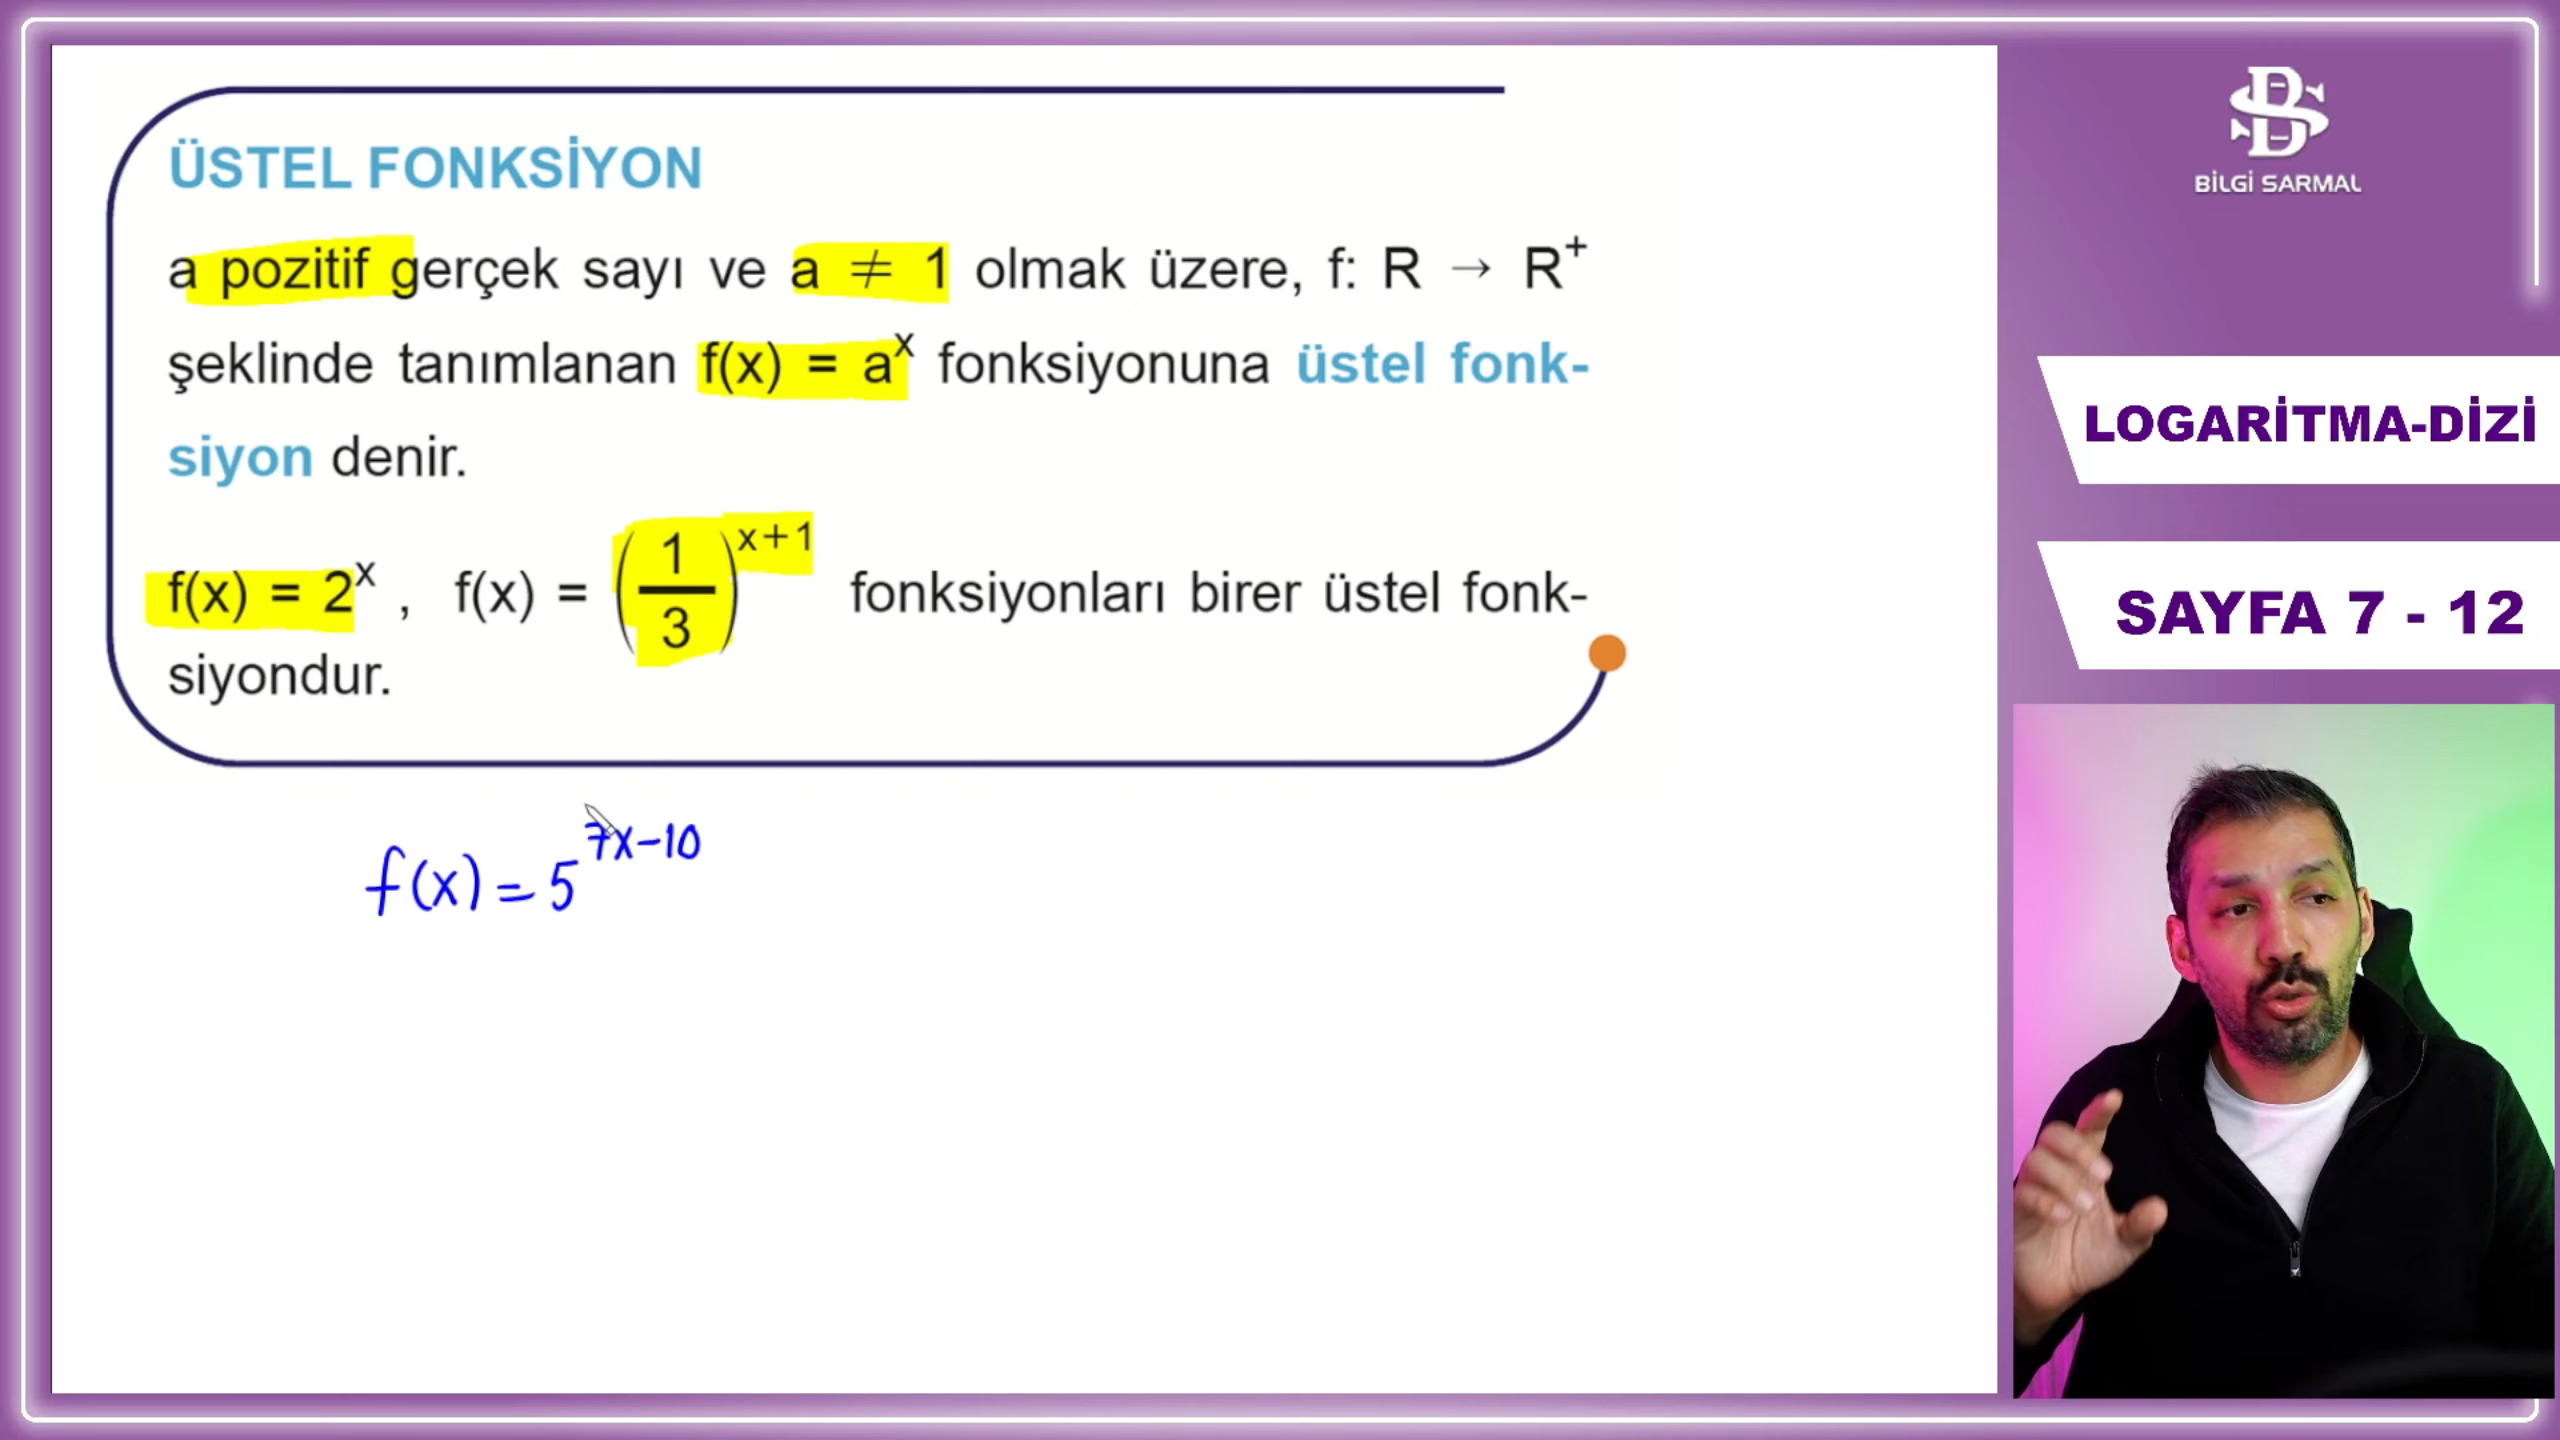 ÜSTEL FONKSİYON
a pozitif gerçek sayı ve a ≠ 1 olmak üzere, f: R → R⁺
şeklinde tanımlanan f(x) = aˣ fonksiyonuna üstel fonk-
siyon denir.
f(x) = 2ˣ , f(x) = (1/3)ˣ⁺¹ fonksiyonları birer üstel fonk-
siyondur.
f(x) = 5^(7x-10)
BS
BİLGİ SARMAL
LOGARİTMA-DİZİ
SAYFA 7 - 12